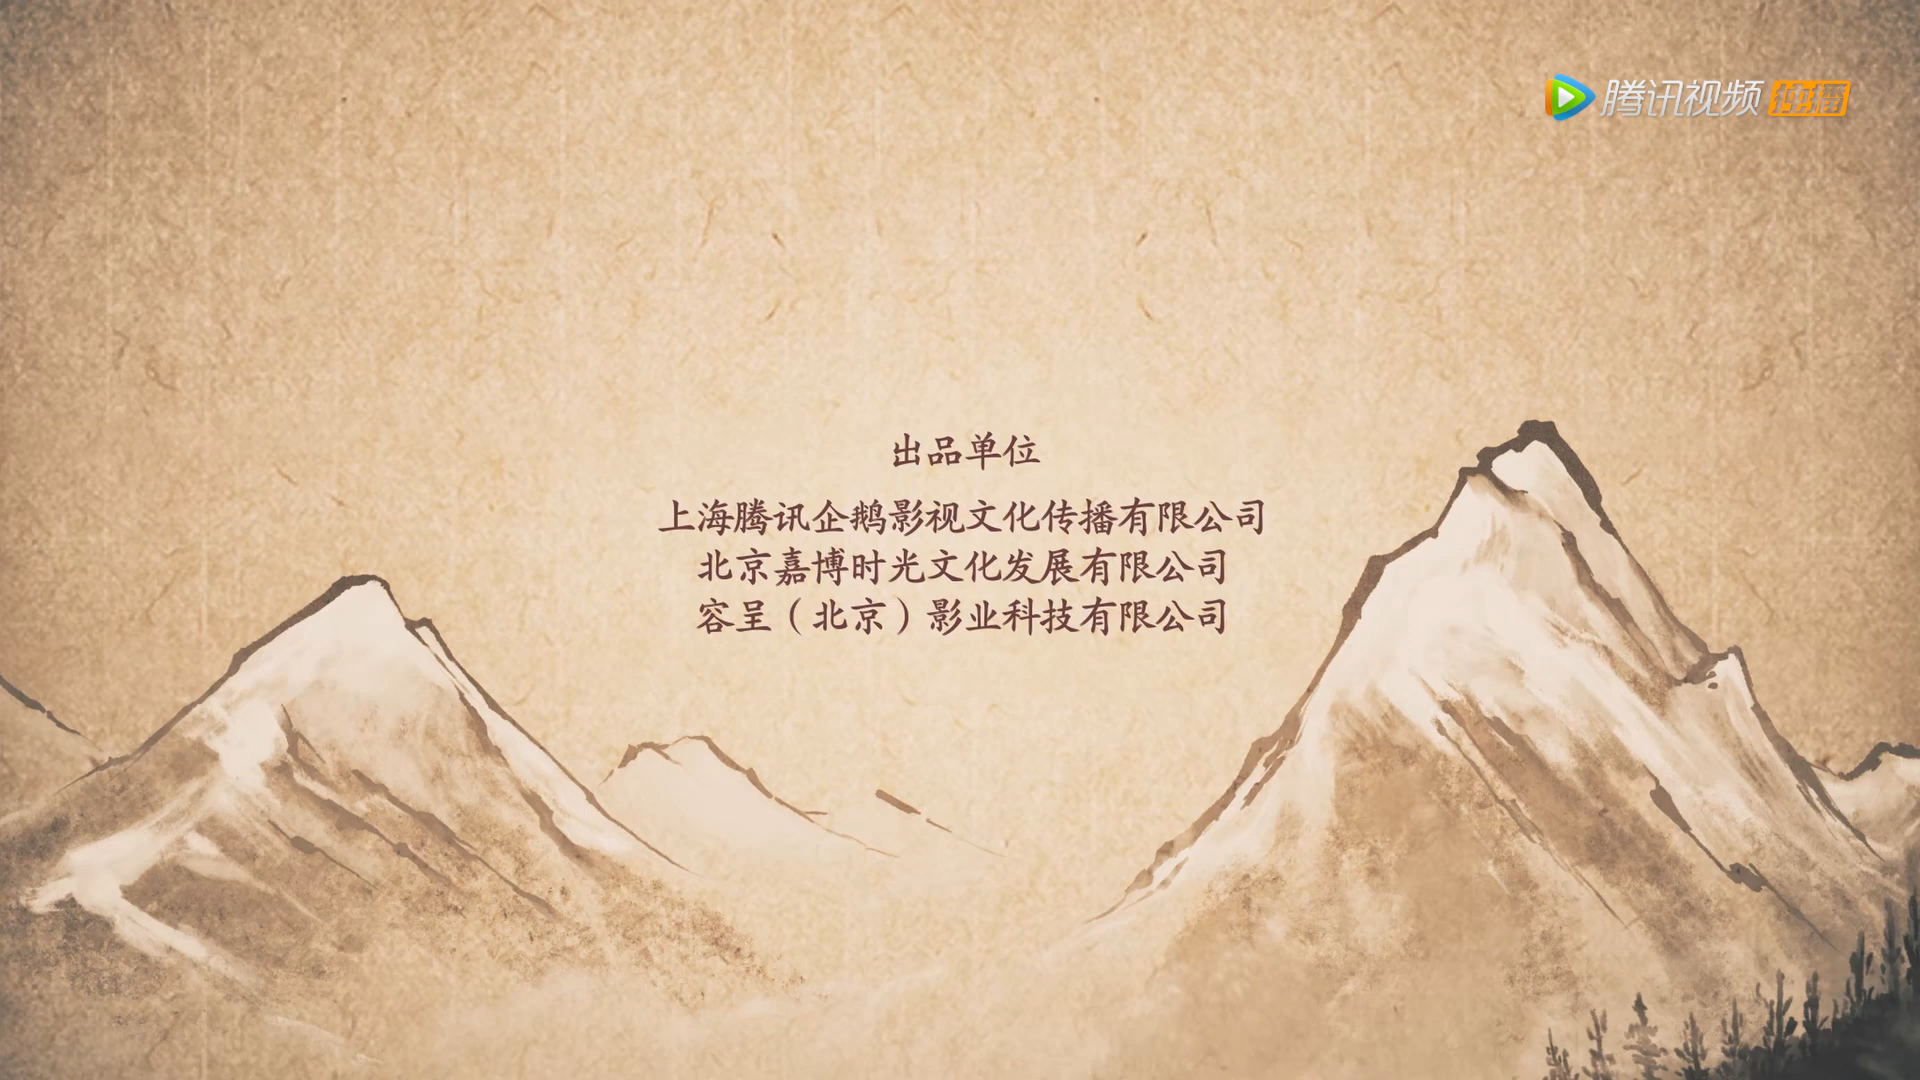 腾讯视频 独播
出品单位
上海腾讯企鹅影视文化传播有限公司
北京嘉博时光文化发展有限公司
容呈（北京）影业科技有限公司